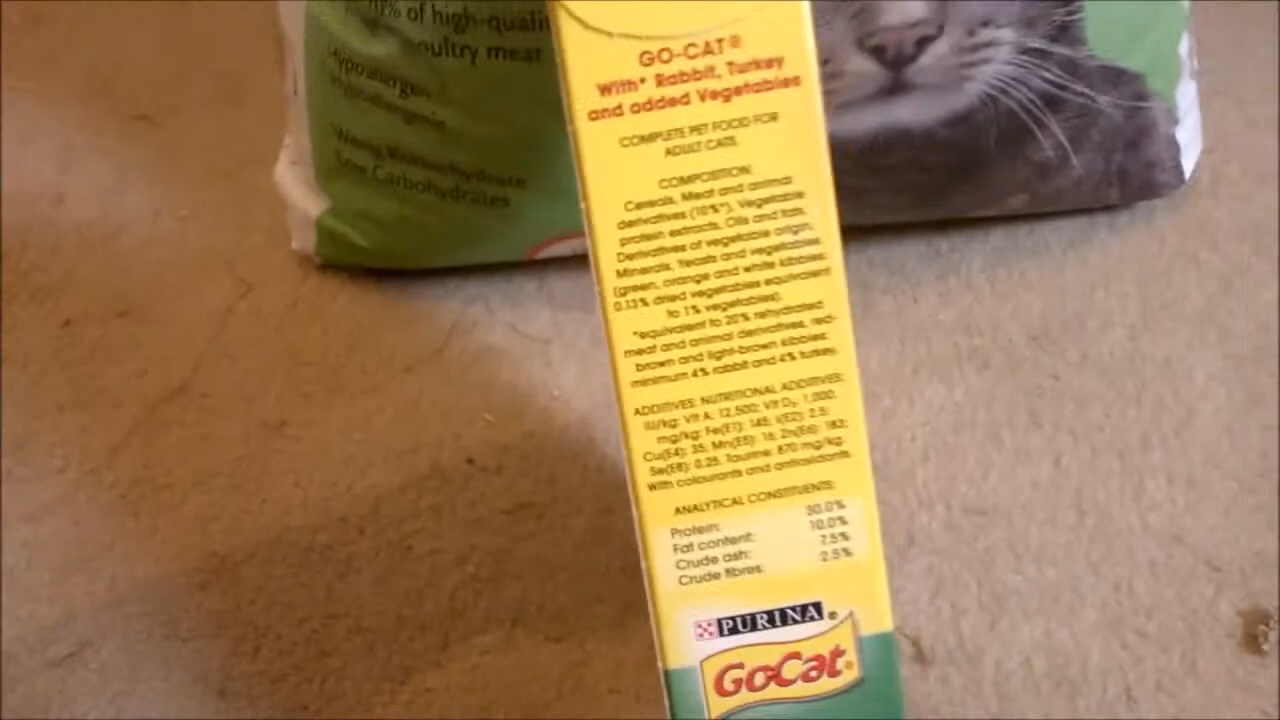 70% of high-quali
poultry meat
Hypoallergen
Hypoallergenic
Wenig Kohlenhydrate
Low Carbohydrates
GO-CAT®
With* Rabbit, Turkey
and added Vegetables
COMPLETE PET FOOD FOR
ADULT CATS.
COMPOSITION:
Cereals, Meat and animal
derivatives (10%*), Vegetable
protein extracts, Oils and fats,
Derivatives of vegetable origin,
Minerals, Yeasts and vegetables
(green, orange and white kibbles:
0.13% dried vegetables equivalent
to 1% vegetables).
*equivalent to 20% rehydrated
meat and animal derivatives, red-
brown and light-brown kibbles:
minimum 4% rabbit and 4% turkey.
ADDITIVES: NUTRITIONAL ADDITIVES:
IU/kg: Vit A: 12,500; Vit D3: 1,000.
mg/kg: Fe(E1): 145; I(E2): 2.5;
Cu(E4): 35; Mn(E5): 16; Zn(E6): 183;
Se(E8): 0.25. Taurine: 870 mg/kg.
With colourants and antioxidants.
ANALYTICAL CONSTITUENTS:
Protein: 30.0%
Fat content: 10.0%
Crude ash: 7.5%
Crude fibres: 2.5%
PURINA®
GoCat®